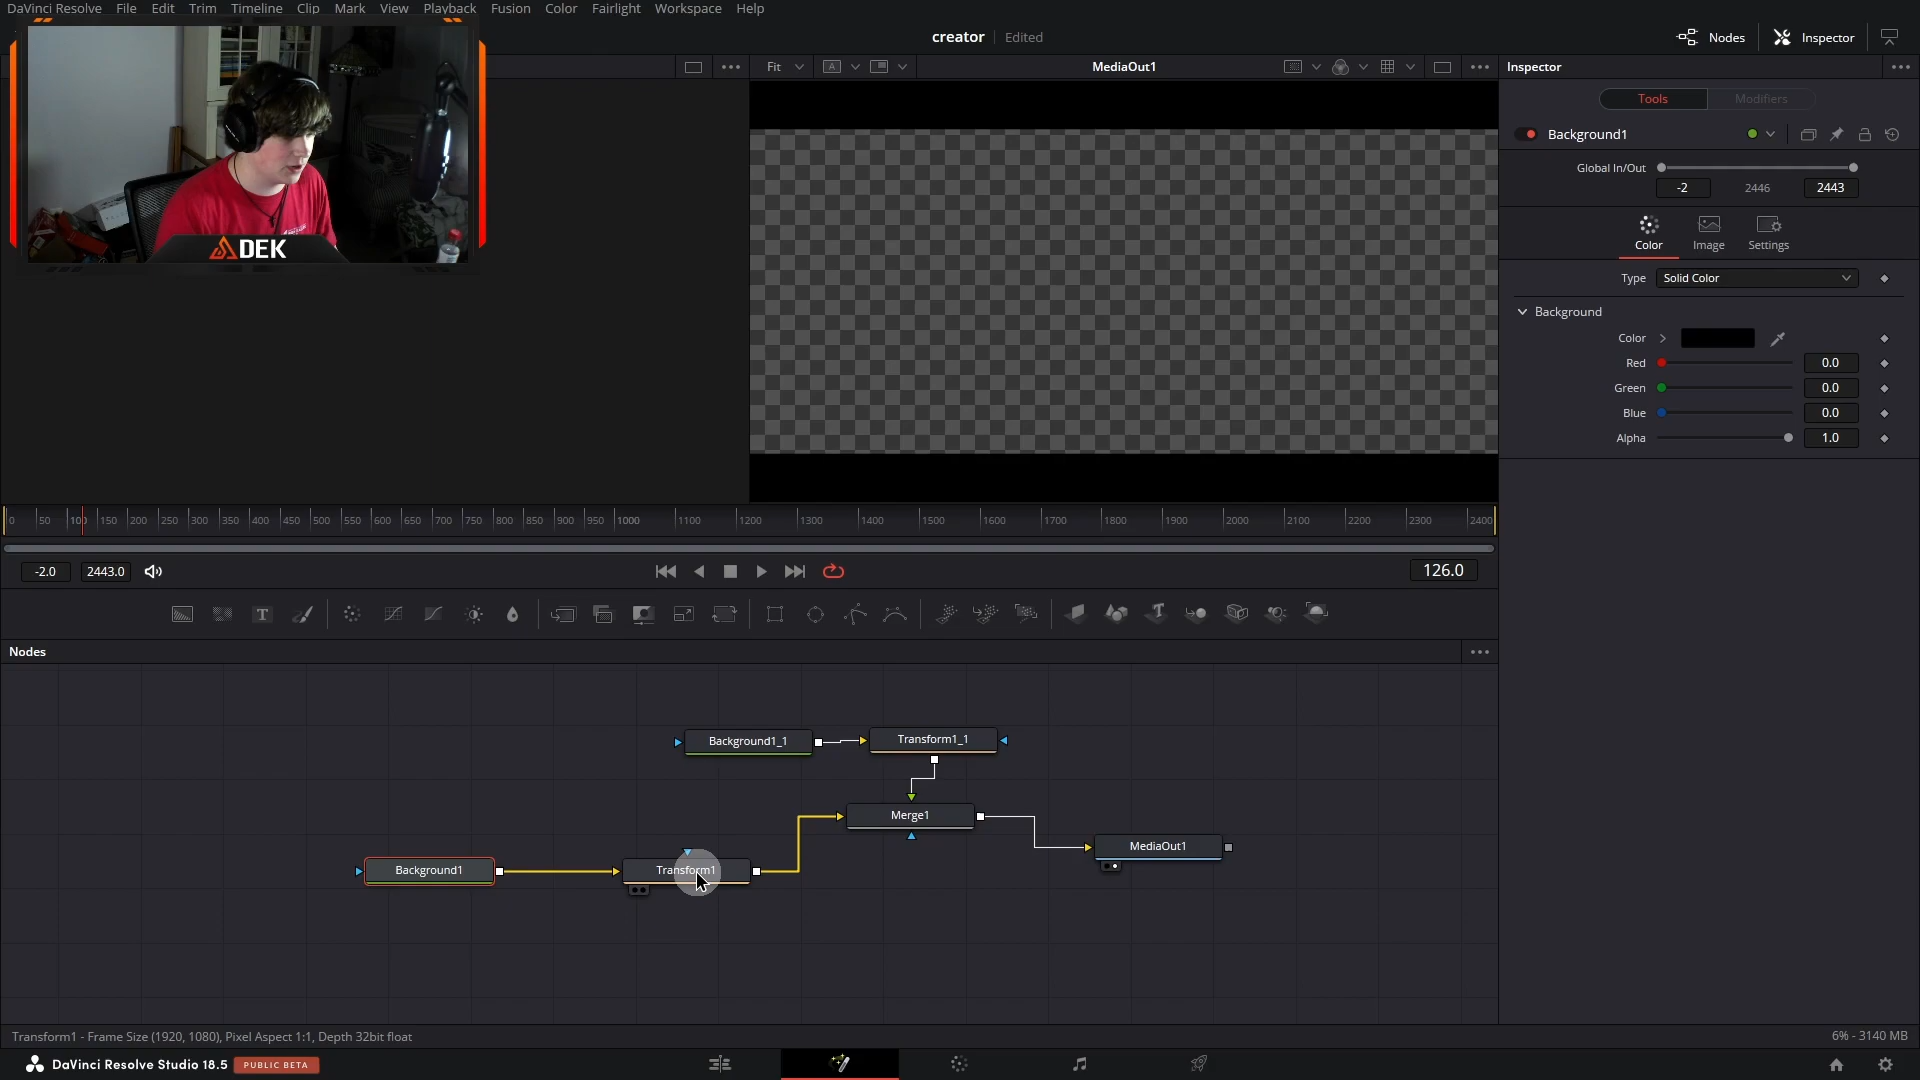 DaVinci Resolve File Edit Trim Timeline Clip Mark View Playback Fusion Color Fairlight Workspace Help
creator Edited
Nodes Inspector
Fit A MediaOut1 Inspector
Tools Modifiers
Background1
Global In/Out
-2 2446 2443
Color Image Settings
Type Solid Color
Background
Color
Red 0.0
Green 0.0
Blue 0.0
Alpha 1.0
DEK
0 50 100 150 200 250 300 350 400 450 500 550 600 650 700 750 800 850 900 950 1000 1100 1200 1300 1400 1500 1600 1700 1800 1900 2000 2100 2200 2300 2400
-2.0 2443.0 126.0
T T
Nodes
Background1_1 Transform1_1
Merge1
MediaOut1
Background1 Transform1
Transform1 - Frame Size (1920, 1080), Pixel Aspect 1:1, Depth 32bit float 6% - 3140 MB
DaVinci Resolve Studio 18.5 PUBLIC BETA